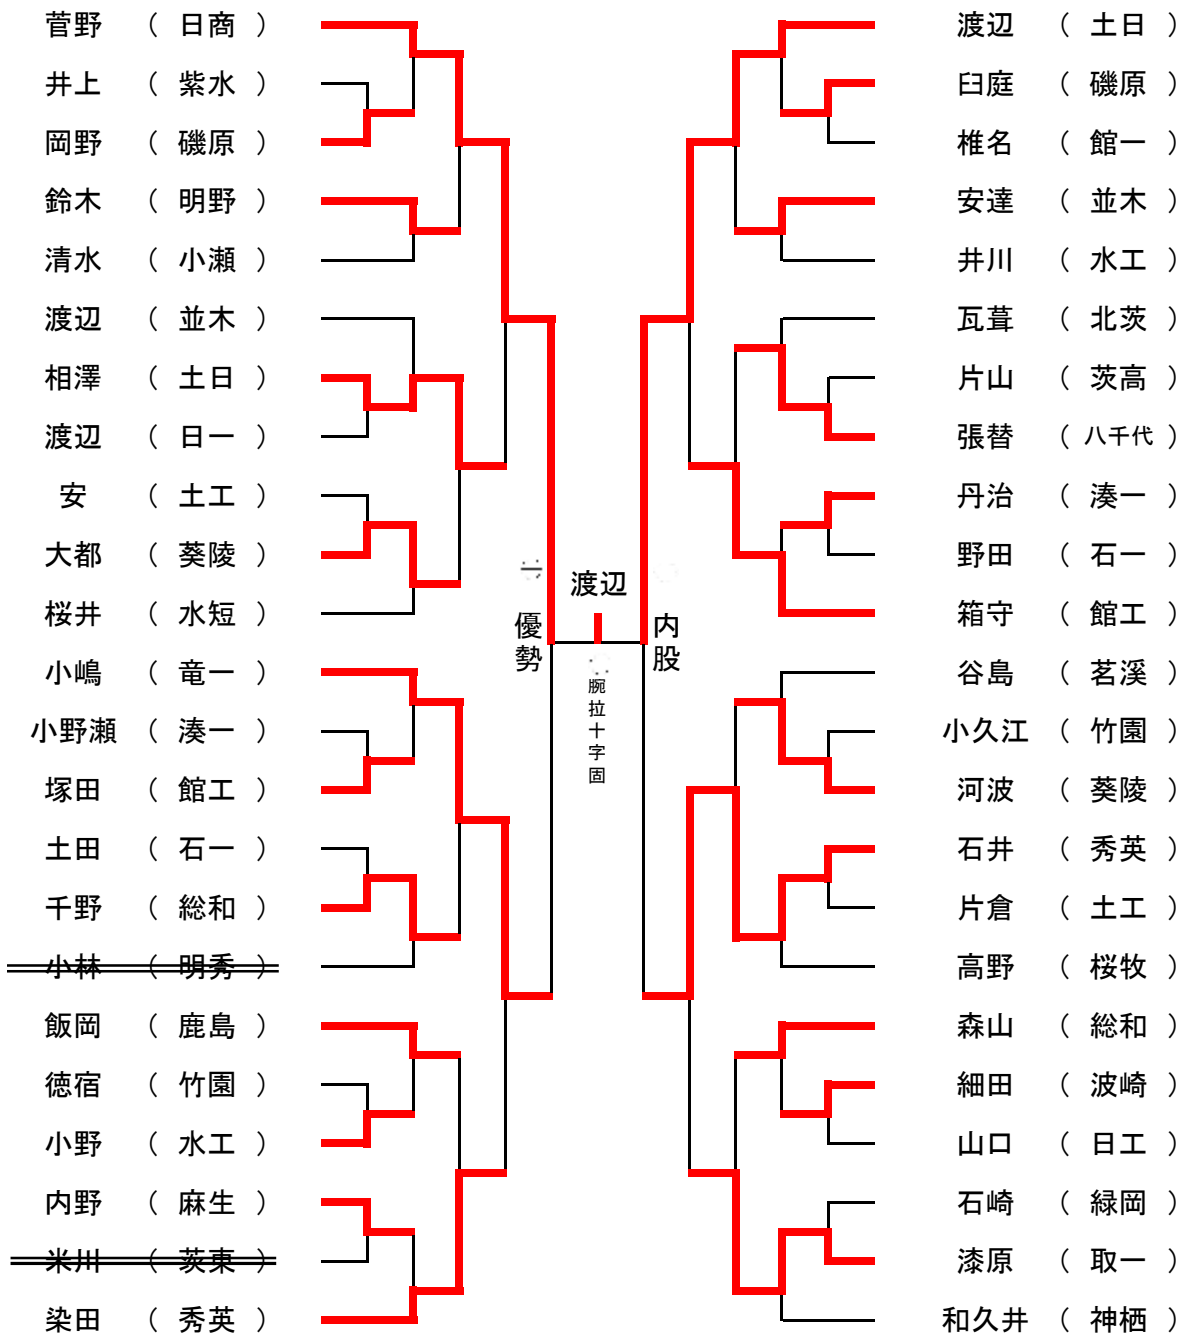 菅野 （ 日商 ）
井上 （ 紫水 ）
岡野 （ 磯原 ）
鈴木 （ 明野 ）
清水 （ 小瀬 ）
渡辺 （ 並木 ）
相澤 （ 土日 ）
渡辺 （ 日一 ）
安 （ 土工 ）
大都 （ 葵陵 ）
桜井 （ 水短 ）
小嶋 （ 竜一 ）
小野瀬 （ 湊一 ）
塚田 （ 館工 ）
土田 （ 石一 ）
千野 （ 総和 ）
小林 （ 明秀 ）
飯岡 （ 鹿島 ）
徳宿 （ 竹園 ）
小野 （ 水工 ）
内野 （ 麻生 ）
米川 （ 茨東 ）
染田 （ 秀英 ）
優勢
渡辺
腕拉十字固
内股
渡辺 （ 土日 ）
臼庭 （ 磯原 ）
椎名 （ 館一 ）
安達 （ 並木 ）
井川 （ 水工 ）
瓦葺 （ 北茨 ）
片山 （ 茨高 ）
張替 （ 八千代 ）
丹治 （ 湊一 ）
野田 （ 石一 ）
箱守 （ 館工 ）
谷島 （ 茗溪 ）
小久江 （ 竹園 ）
河波 （ 葵陵 ）
石井 （ 秀英 ）
片倉 （ 土工 ）
高野 （ 桜牧 ）
森山 （ 総和 ）
細田 （ 波崎 ）
山口 （ 日工 ）
石崎 （ 緑岡 ）
漆原 （ 取一 ）
和久井 （ 神栖 ）